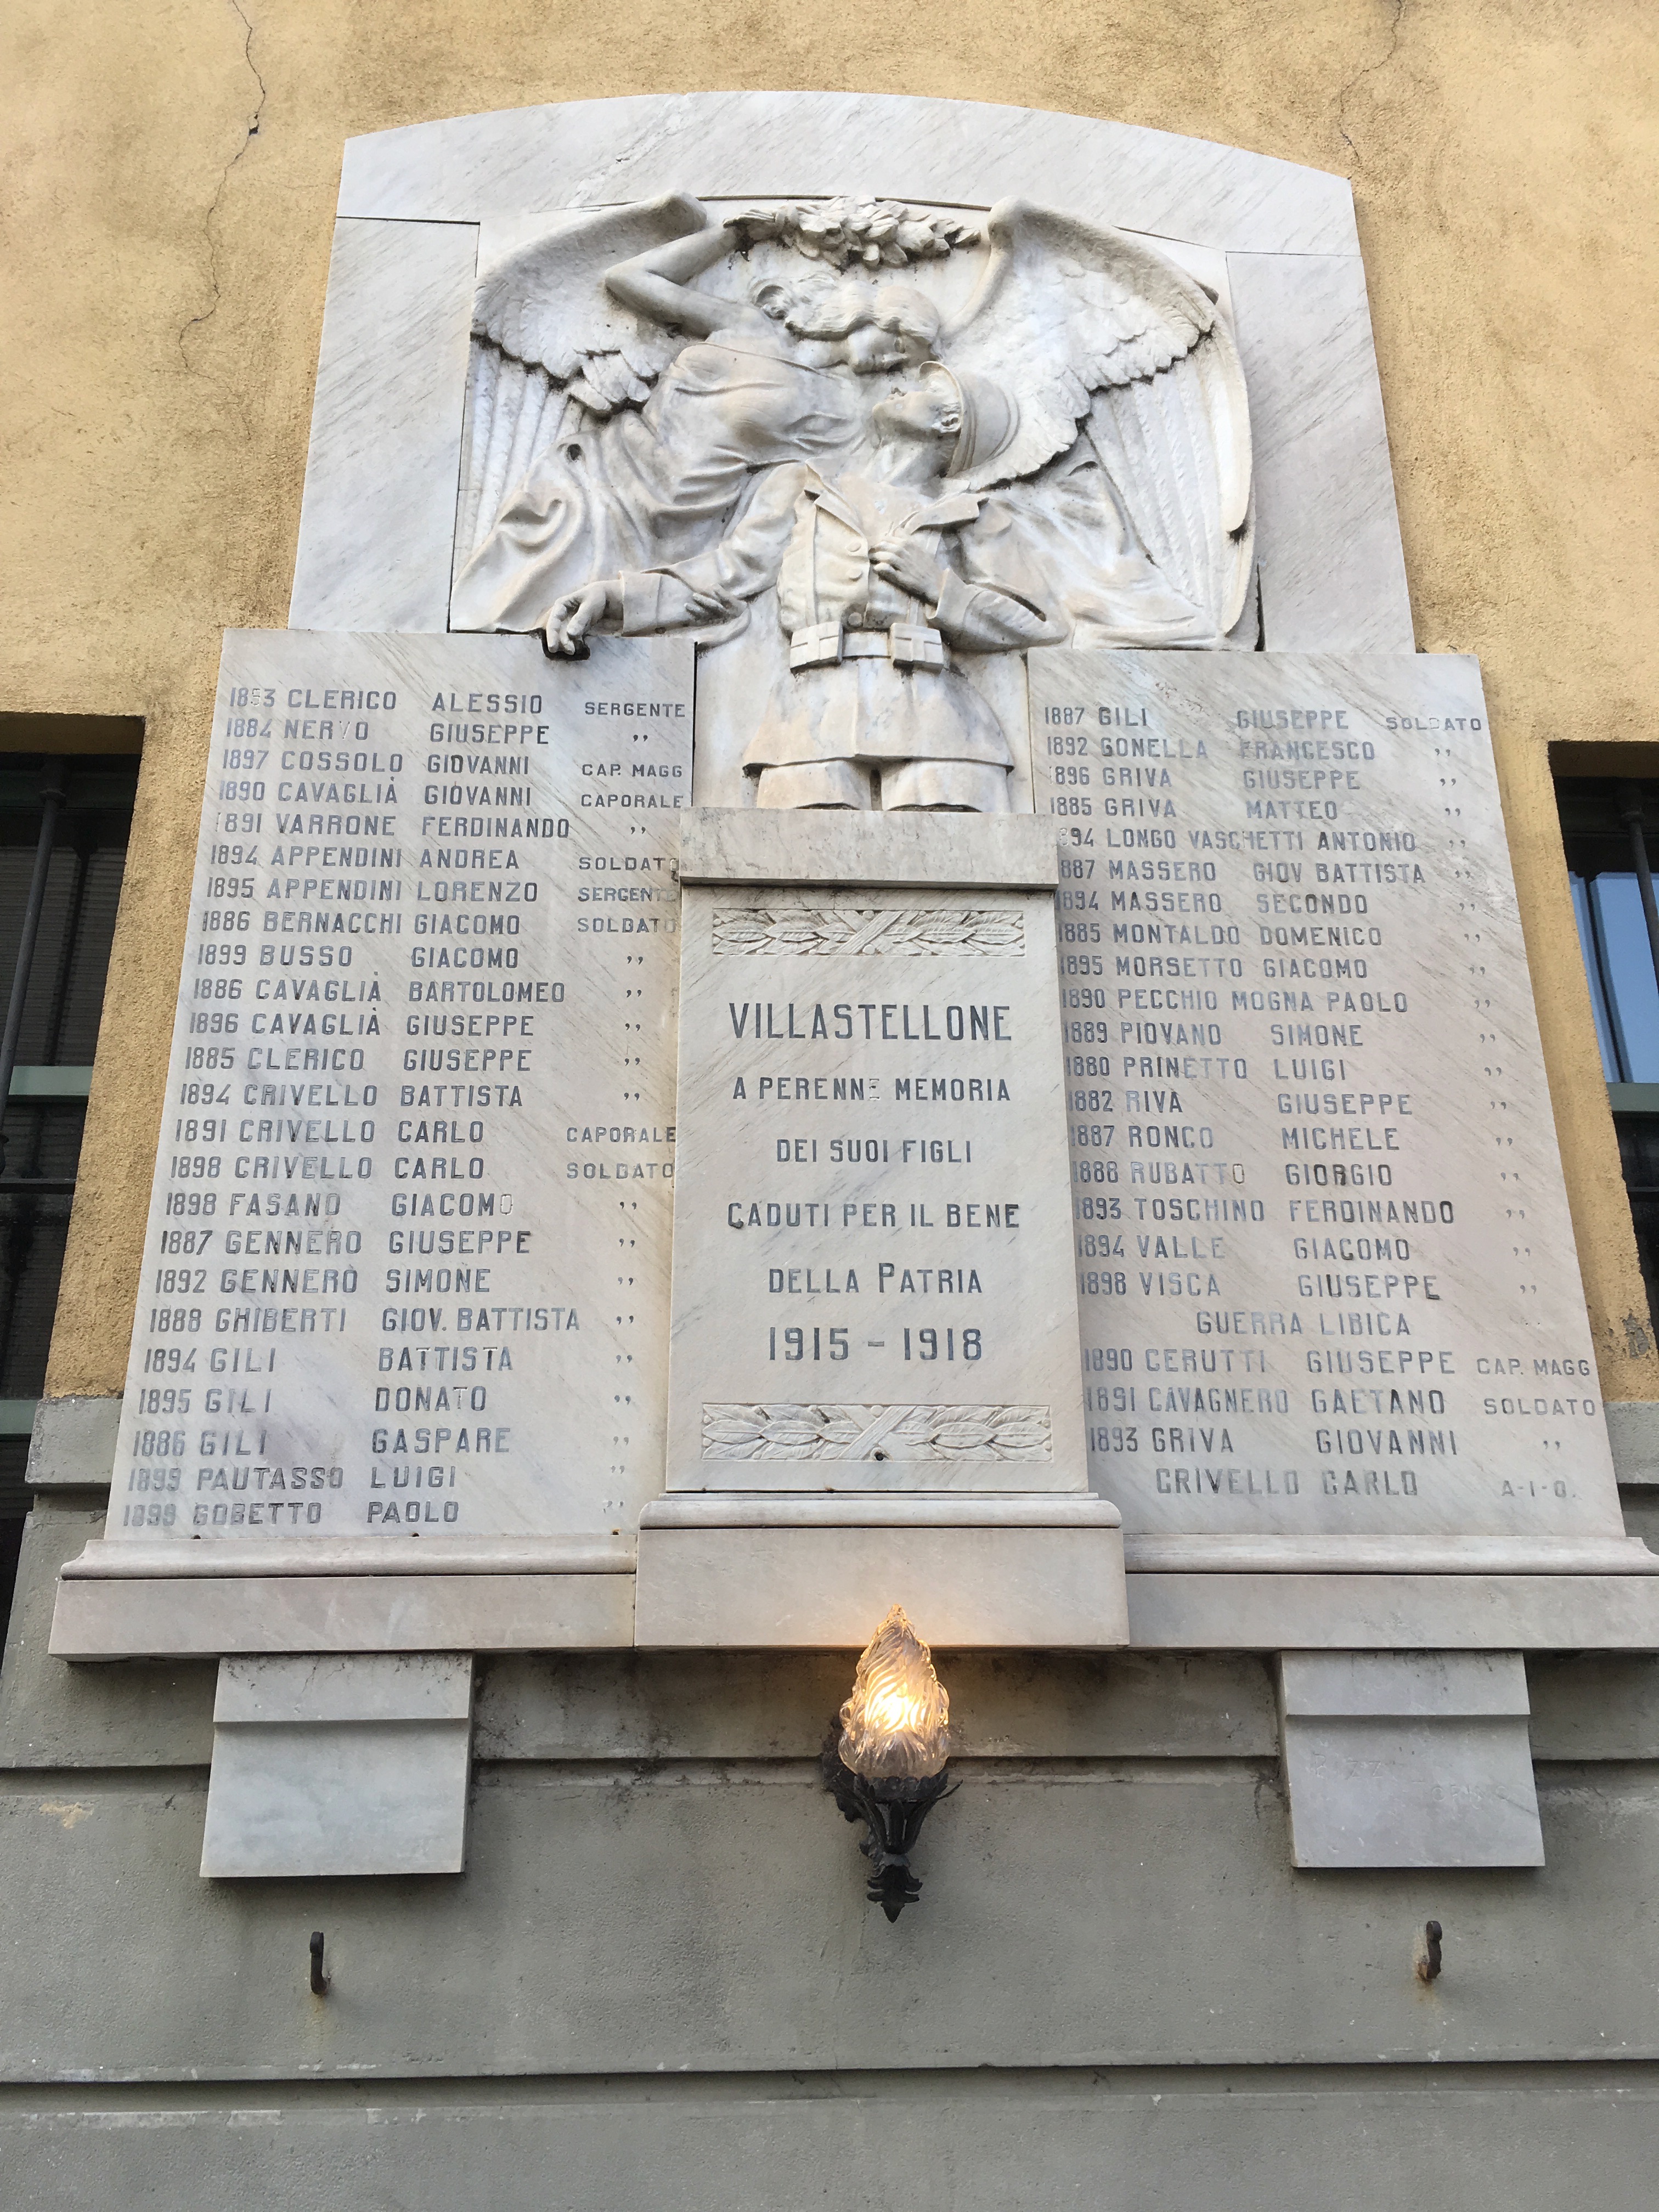 1893 CLERICO ALESSIO SERGENTE
1884 NERVO GIUSEPPE ,,
1897 COSSOLO GIOVANNI CAP. MAGG
1890 CAVAGLIÀ GIOVANNI CAPORALE
1891 VARRONE FERDINANDO ,,
1894 APPENDINI ANDREA SOLDATO
1895 APPENDINI LORENZO SERGENTE
1886 BERNACCHI GIACOMO SOLDATO
1899 BUSSO GIACOMO ,,
1886 CAVAGLIÀ BARTOLOMEO ,,
1896 CAVAGLIÀ GIUSEPPE ,,
1885 CLERICO GIUSEPPE ,,
1894 CRIVELLO BATTISTA ,,
1891 CRIVELLO CARLO CAPORALE
1898 CRIVELLO CARLO SOLDATO
1898 FASANO GIACOMO ,,
1887 GENNERO GIUSEPPE ,,
1892 GENNERO SIMONE ,,
1888 GHIBERTI GIOV. BATTISTA ,,
1894 GILI BATTISTA ,,
1895 GILI DONATO ,,
1886 GILI GASPARE ,,
1899 PAUTASSO LUIGI ,,
1899 GOBETTO PAOLO ,,
VILLASTELLONE
A PERENNE MEMORIA
DEI SUOI FIGLI
CADUTI PER IL BENE
DELLA PATRIA
1915 - 1918
1887 GILI GIUSEPPE SOLDATO
1892 GONELLA FRANCESCO ,,
1896 GRIVA GIUSEPPE ,,
1885 GRIVA MATTEO ,,
1894 LONGO VASCHETTI ANTONIO ,,
1887 MASSERO GIOV BATTISTA ,,
1894 MASSERO SECONDO ,,
1885 MONTALDO DOMENICO ,,
1895 MORSETTO GIACOMO ,,
1890 PECCHIO MOGNA PAOLO ,,
1889 PIOVANO SIMONE ,,
1880 PRINETTO LUIGI ,,
1882 RIVA GIUSEPPE ,,
1887 RONCO MICHELE ,,
1888 RUBATTO GIORGIO ,,
1893 TOSCHINO FERDINANDO ,,
1894 VALLE GIACOMO ,,
1898 VISCA GIUSEPPE ,,
GUERRA LIBICA
1890 CERUTTI GIUSEPPE CAP. MAGG
1891 CAVAGNERO GAETANO SOLDATO
1893 GRIVA GIOVANNI ,,
CRIVELLO CARLO A-I-O.